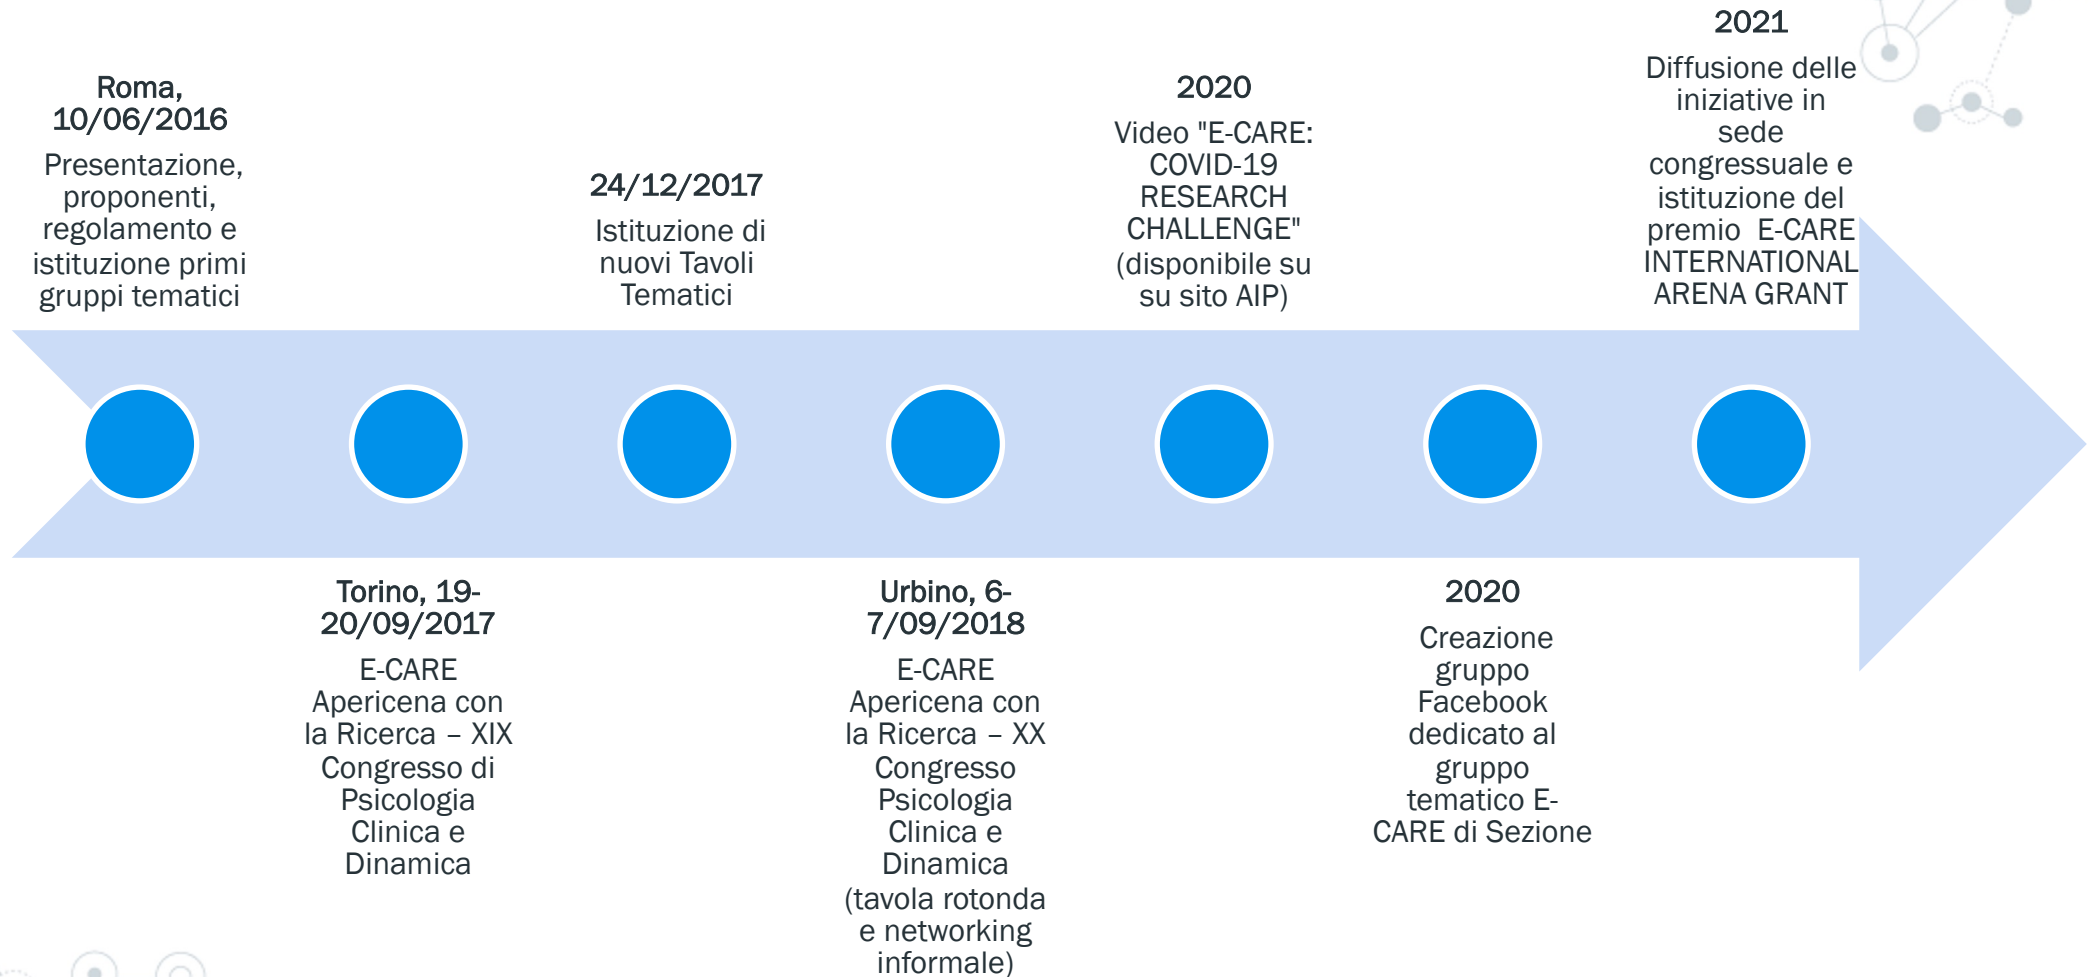 Roma,
10/06/2016
Presentazione,
proponenti,
regolamento e
istituzione primi
gruppi tematici
Torino, 19-
20/09/2017
E-CARE
Apericena con
la Ricerca – XIX
Congresso di
Psicologia
Clinica e
Dinamica
24/12/2017
Istituzione di
nuovi Tavoli
Tematici
Urbino, 6-
7/09/2018
E-CARE
Apericena con
la Ricerca – XX
Congresso
Psicologia
Clinica e
Dinamica
(tavola rotonda
e networking
informale)
2020
Video "E-CARE:
COVID-19
RESEARCH
CHALLENGE"
(disponibile su
su sito AIP)
2020
Creazione
gruppo
Facebook
dedicato al
gruppo
tematico E-
CARE di Sezione
2021
Diffusione delle
iniziative in
sede
congressuale e
istituzione del
premio  E-CARE
INTERNATIONAL
ARENA GRANT